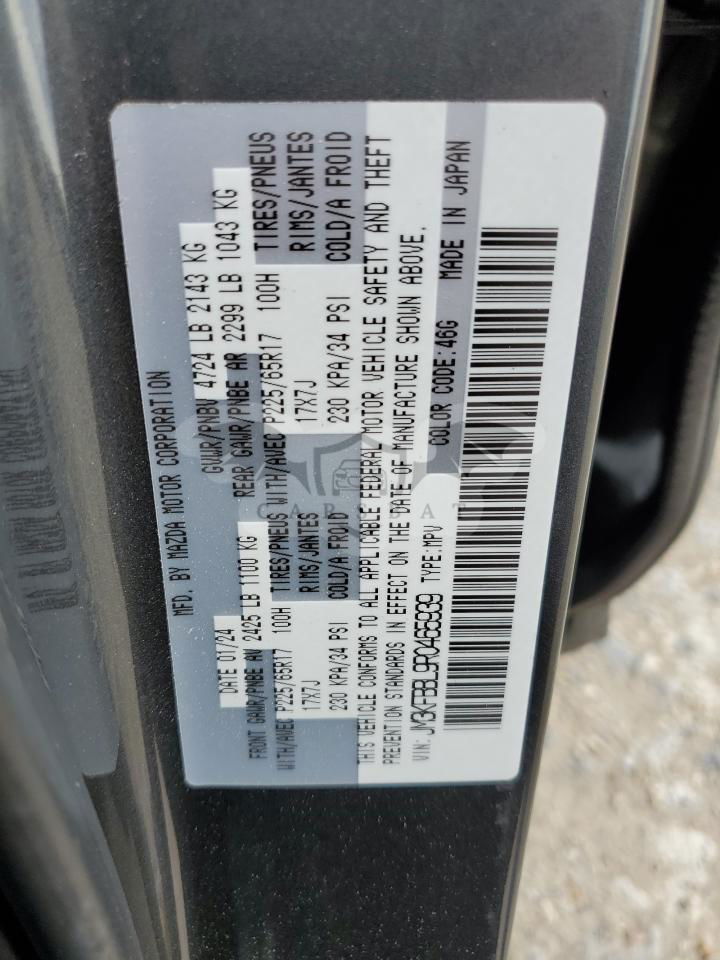 MFD. BY MAZDA MOTOR CORPORATION
DATE 01/24 GVWR/PNBV 4724 LB 2143 KG
FRONT GAWR/PNBE AV 2425 LB 1100 KG REAR GAWR/PNBE AR 2299 LB 1043 KG
WITH/AVEC P225/65R17 100H TIRES/PNEUS WITH/AVEC P225/65R17 100H TIRES/PNEUS
17X7J RIMS/JANTES 17X7J RIMS/JANTES
230 KPA/34 PSI COLD/A FROID 230 KPA/34 PSI COLD/A FROID
THIS VEHICLE CONFORMS TO ALL APPLICABLE FEDERAL MOTOR VEHICLE SAFETY AND THEFT
PREVENTION STANDARDS IN EFFECT ON THE DATE OF MANUFACTURE SHOWN ABOVE.
VIN: JM3KFBBL9R0465939 TYPE:MPV COLOR CODE:46G MADE IN JAPAN